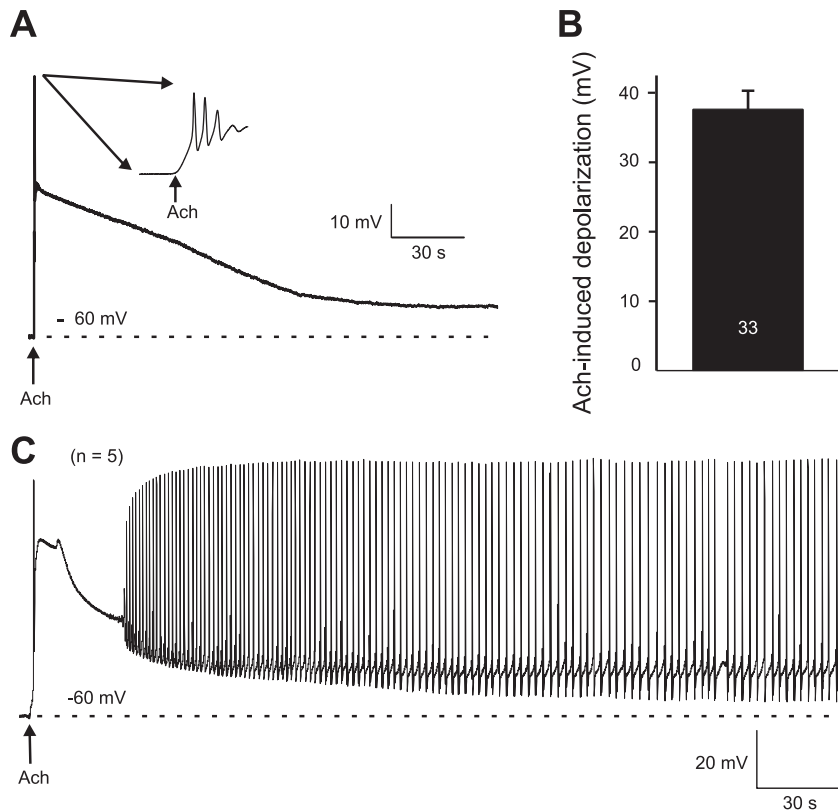 A
Ach
10 mV
30 s
- 60 mV
Ach
B
Ach-induced depolarization (mV)
40
30
20
10
0
33
C
(n = 5)
-60 mV
Ach
20 mV
30 s